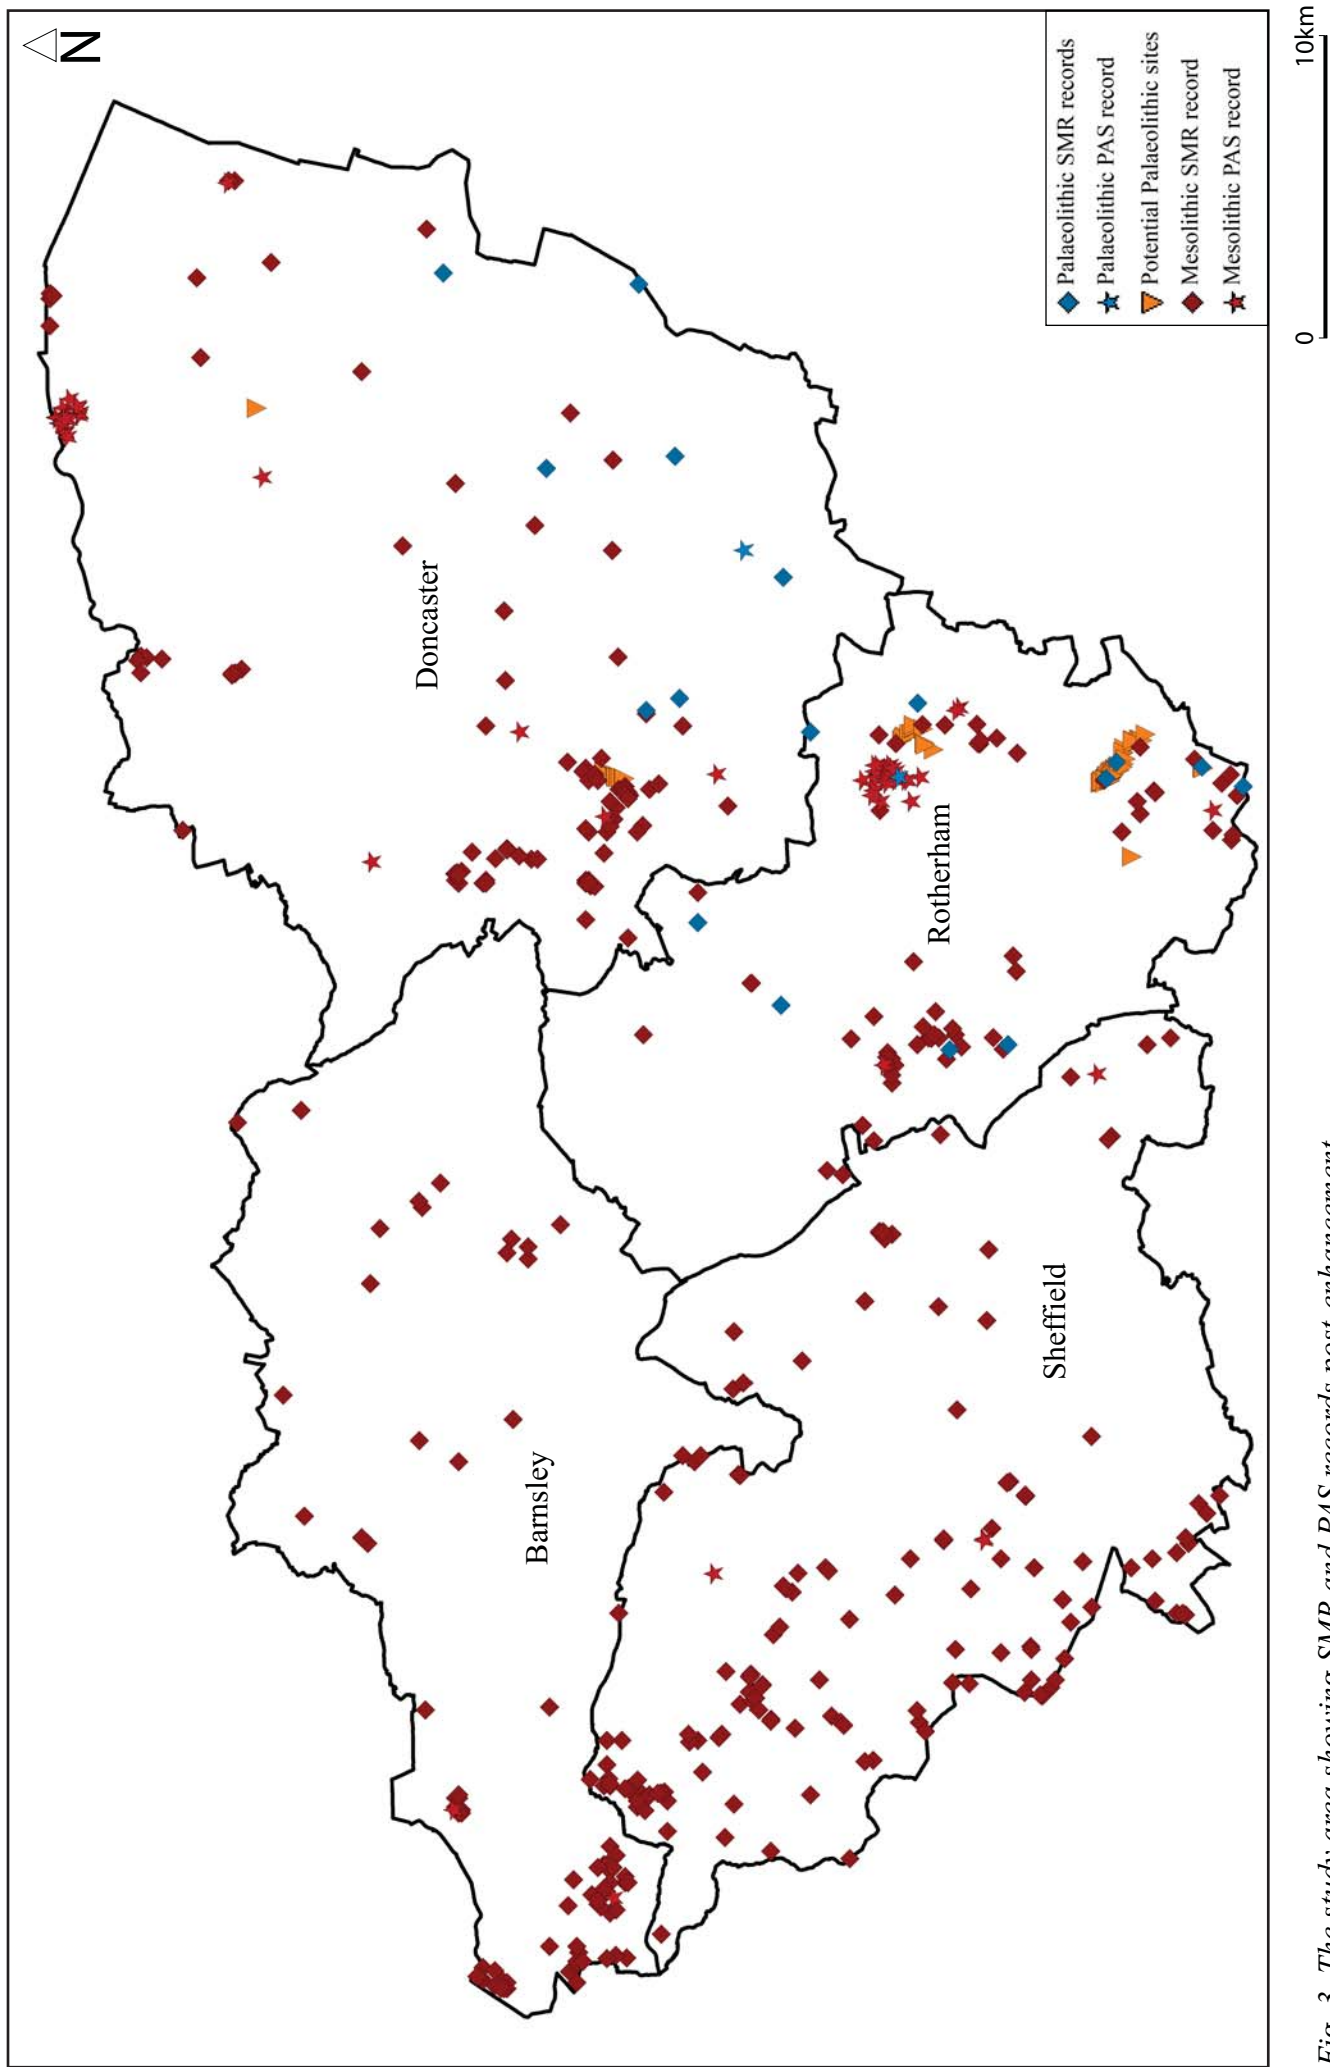 N
Doncaster
Barnsley
Rotherham
Sheffield
Palaeolithic SMR records
Palaeolithic PAS record
Potential Palaeolithic sites
Mesolithic SMR record
Mesolithic PAS record
0 10km
Fig. 3 The study area showing SMR and PAS records post-enhancement